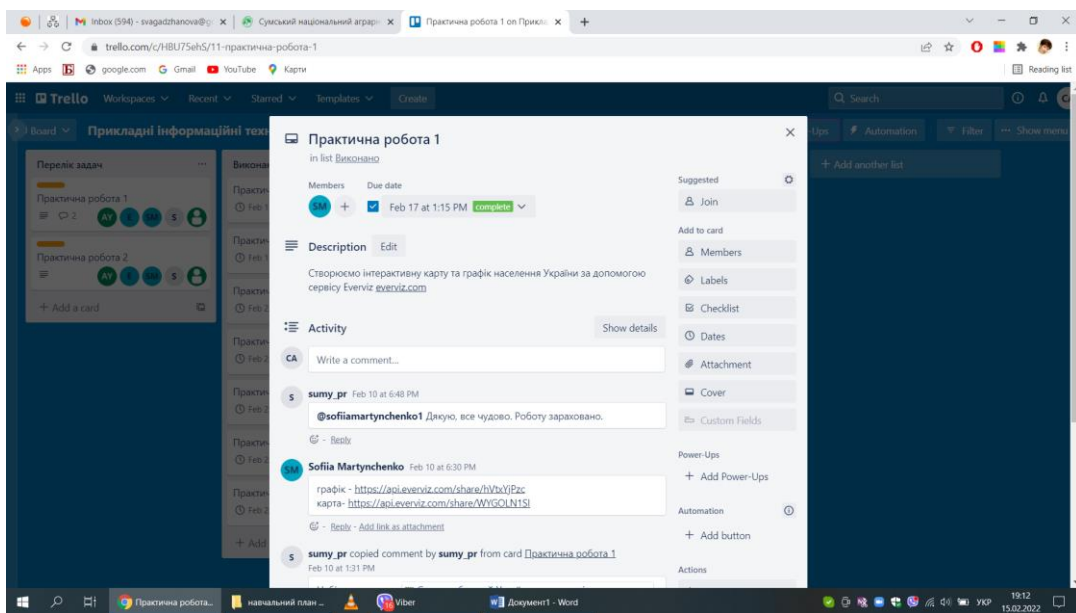 Inbox (594) - svagadzhanova@g
Сумський національний аграрн
Практична робота 1 on Прикла
trello.com/c/HBU75ehS/11-практична-робота-1
Apps google.com Gmail YouTube Карти Reading list
Trello Workspaces Recent Starred Templates Create Search
Board Прикладні інформаційні техн -Ups Automation Filter ... Show menu
Перелік задач ...
Практична робота 1
2
AY SM S
Практична робота 2
AY SM S
+ Add a card
Виконан
+ Add
+ Add another list
Практична робота 1
in list Виконано
Members Due date
SM + Feb 17 at 1:15 PM complete
Description Edit
Створюємо інтерактивну карту та графік населення України за допомогою
сервісу Everviz everviz.com
Activity Show details
CA Write a comment...
S sumy_pr Feb 10 at 6:48 PM
@sofiiamartynchenko1 Дякую, все чудово. Роботу зараховано.
- Reply
SM Sofiia Martynchenko Feb 10 at 6:30 PM
графік - https://api.everviz.com/share/hVtxYjPzc
карта- https://api.everviz.com/share/WYGOLN1SI
- Reply - Add link as attachment
S sumy_pr copied comment by sumy_pr from card Практична робота 1
Feb 10 at 1:31 PM
Suggested
Join
Add to card
Members
Labels
Checklist
Dates
Attachment
Cover
Custom Fields
Power-Ups
+ Add Power-Ups
Automation
+ Add button
Actions
Практична робота...
навчальний план ...
Viber
Документ1 - Word
УКР
19:12
15.02.2022